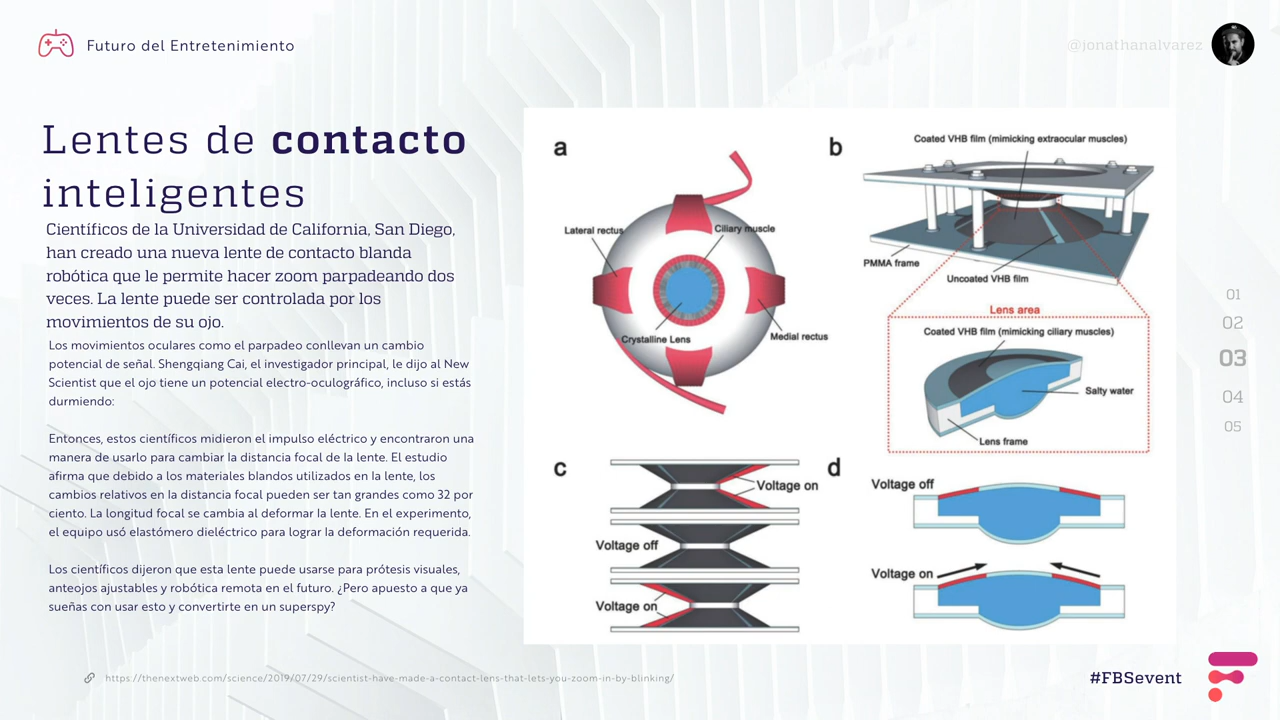 Futuro del Entretenimiento
@jonathanalvarez
Lentes de contacto
inteligentes
Científicos de la Universidad de California, San Diego,
han creado una nueva lente de contacto blanda
robótica que le permite hacer zoom parpadeando dos
veces. La lente puede ser controlada por los
movimientos de su ojo.
Los movimientos oculares como el parpadeo conllevan un cambio
potencial de señal. Shengqiang Cai, el investigador principal, le dijo al New
Scientist que el ojo tiene un potencial electro-oculográfico, incluso si estás
durmiendo:
Entonces, estos científicos midieron el impulso eléctrico y encontraron una
manera de usarlo para cambiar la distancia focal de la lente. El estudio
afirma que debido a los materiales blandos utilizados en la lente, los
cambios relativos en la distancia focal pueden ser tan grandes como 32 por
ciento. La longitud focal se cambia al deformar la lente. En el experimento,
el equipo usó elastómero dieléctrico para lograr la deformación requerida.
Los científicos dijeron que esta lente puede usarse para prótesis visuales,
anteojos ajustables y robótica remota en el futuro. ¿Pero apuesto a que ya
sueñas con usar esto y convertirte en un superspy?
a
Lateral rectus
Ciliary muscle
Crystalline Lens
Medial rectus
b
Coated VHB film (mimicking extraocular muscles)
PMMA frame
Uncoated VHB film
Lens area
Coated VHB film (mimicking ciliary muscles)
Salty water
Lens frame
c
Voltage on
Voltage off
Voltage on
d
Voltage off
Voltage on
01
02
03
04
05
https://thenextweb.com/science/2019/07/29/scientist-have-made-a-contact-lens-that-lets-you-zoom-in-by-blinking/
#FBSevent